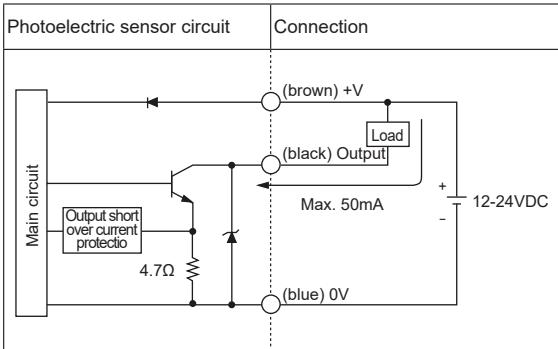 Photoelectric sensor circuit
Connection
(brown) +V
Load
(black) Output
Main circuit
Max. 50mA
+
12-24VDC
−
Output short
over current
protectio
4.7Ω
(blue) 0V